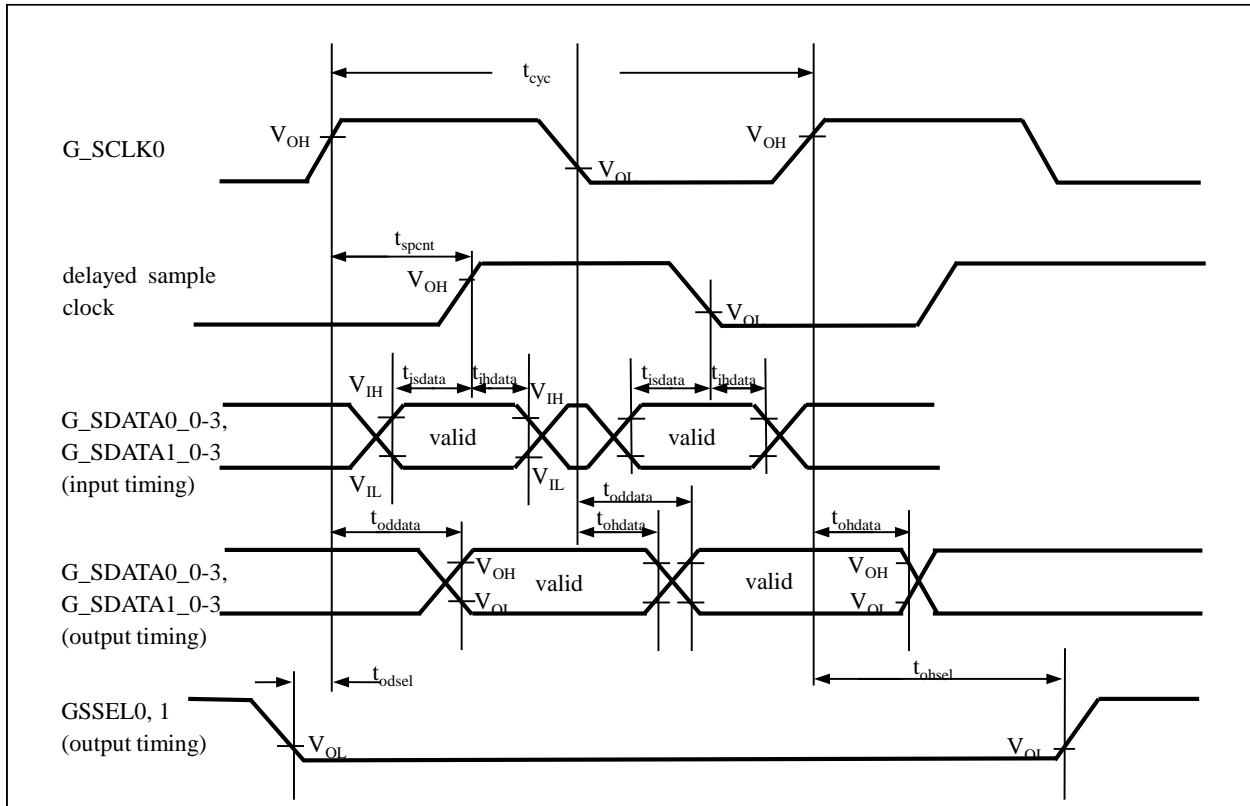 t_cyc
G_SCLK0
V_OH
V_OL
V_OH
t_spcnt
delayed sample
clock
V_OH
V_OL
t_isdata
t_ihdata
t_isdata
t_ihdata
V_IH
V_IH
G_SDATA0_0-3,
G_SDATA1_0-3
(input timing)
valid
valid
V_IL
V_IL
t_oddata
t_oddata
t_ohdata
t_ohdata
G_SDATA0_0-3,
G_SDATA1_0-3
(output timing)
V_OH
valid
valid
V_OH
V_OL
V_OL
t_odsel
t_ohsel
GSSEL0, 1
(output timing)
V_OL
V_OL